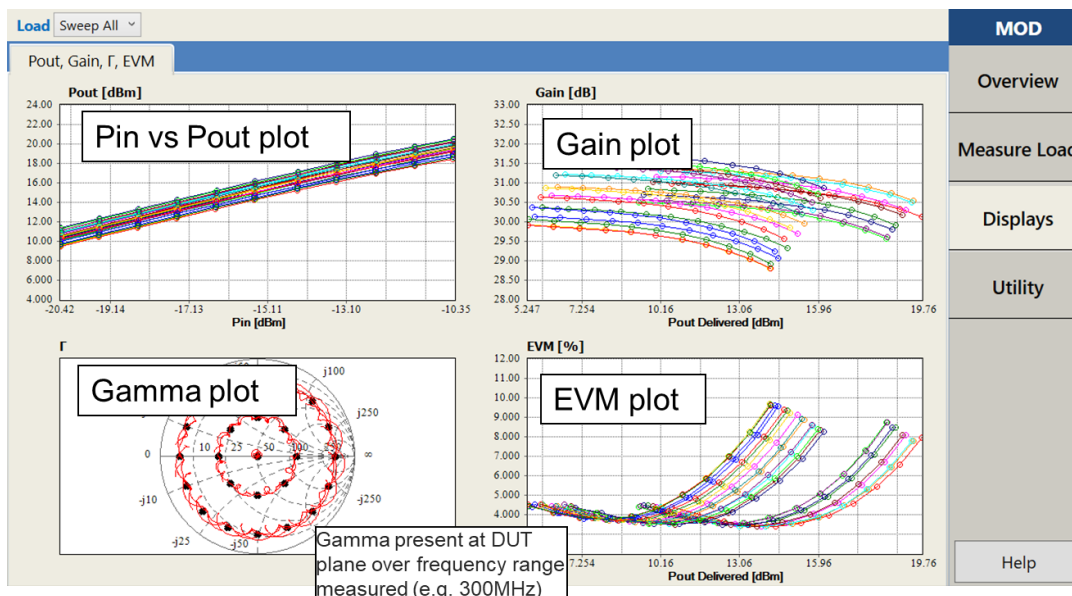 Load Sweep All
MOD
Pout, Gain, Γ, EVM
Overview
Measure Load
Displays
Utility
Help
Pout [dBm]
Pin vs Pout plot
24.00
22.00
20.00
18.00
16.00
14.00
12.00
10.00
8.000
6.000
4.000
-20.42 -19.14 -17.13 -15.11 -13.10 -10.35
Pin [dBm]
Gain [dB]
Gain plot
33.00
32.50
32.00
31.50
31.00
30.50
30.00
29.50
29.00
28.50
28.00
5.247 7.254 10.16 13.06 15.96 19.76
Pout Delivered [dBm]
Γ
Gamma plot
j100
j250
0 10 25 50 100 250 ∞
-j10
-j250
-j25
-j50
Gamma present at DUT
plane over frequency range
measured (e.g. 300MHz)
EVM [%]
EVM plot
12.00
11.00
10.00
9.000
8.000
7.000
6.000
5.000
4.000
7.254 10.16 13.06 15.96 19.76
Pout Delivered [dBm]